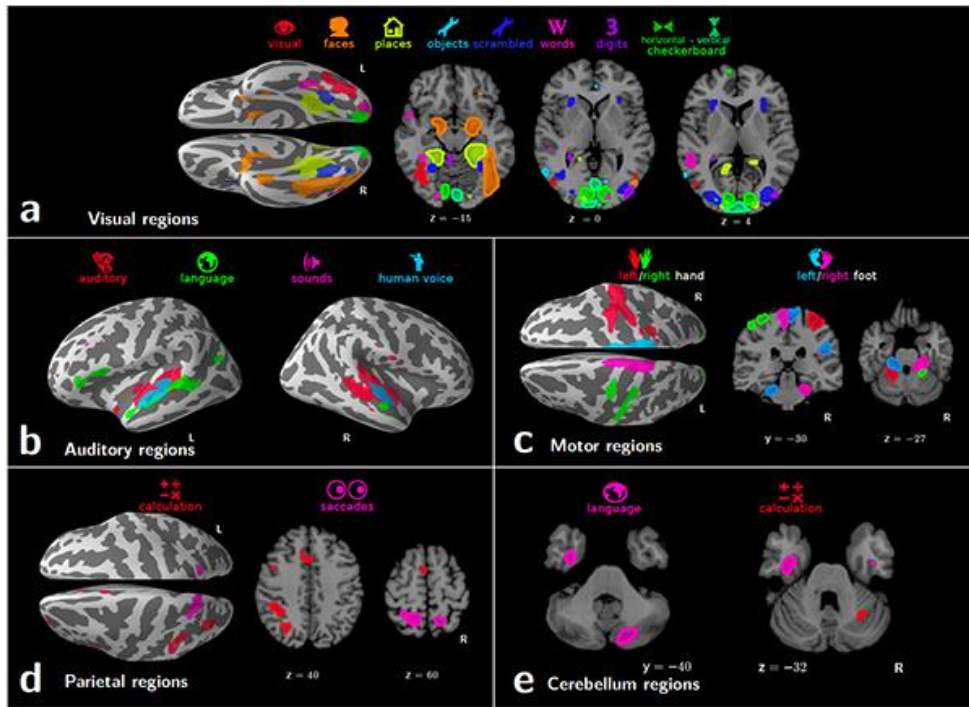 visual faces places objects scrambled words digits horizontal - vertical
checkerboard
W 3
L
R
a Visual regions
z = −15 z = 0 z = 4
auditory language sounds human voice
L R
b Auditory regions
left/right hand left/right foot
R
L
R R
y = −30 z = −27
c Motor regions
calculation saccades
L
R
z = 40 z = 60
d Parietal regions
language calculation
y = −40 z = −32 R
e Cerebellum regions